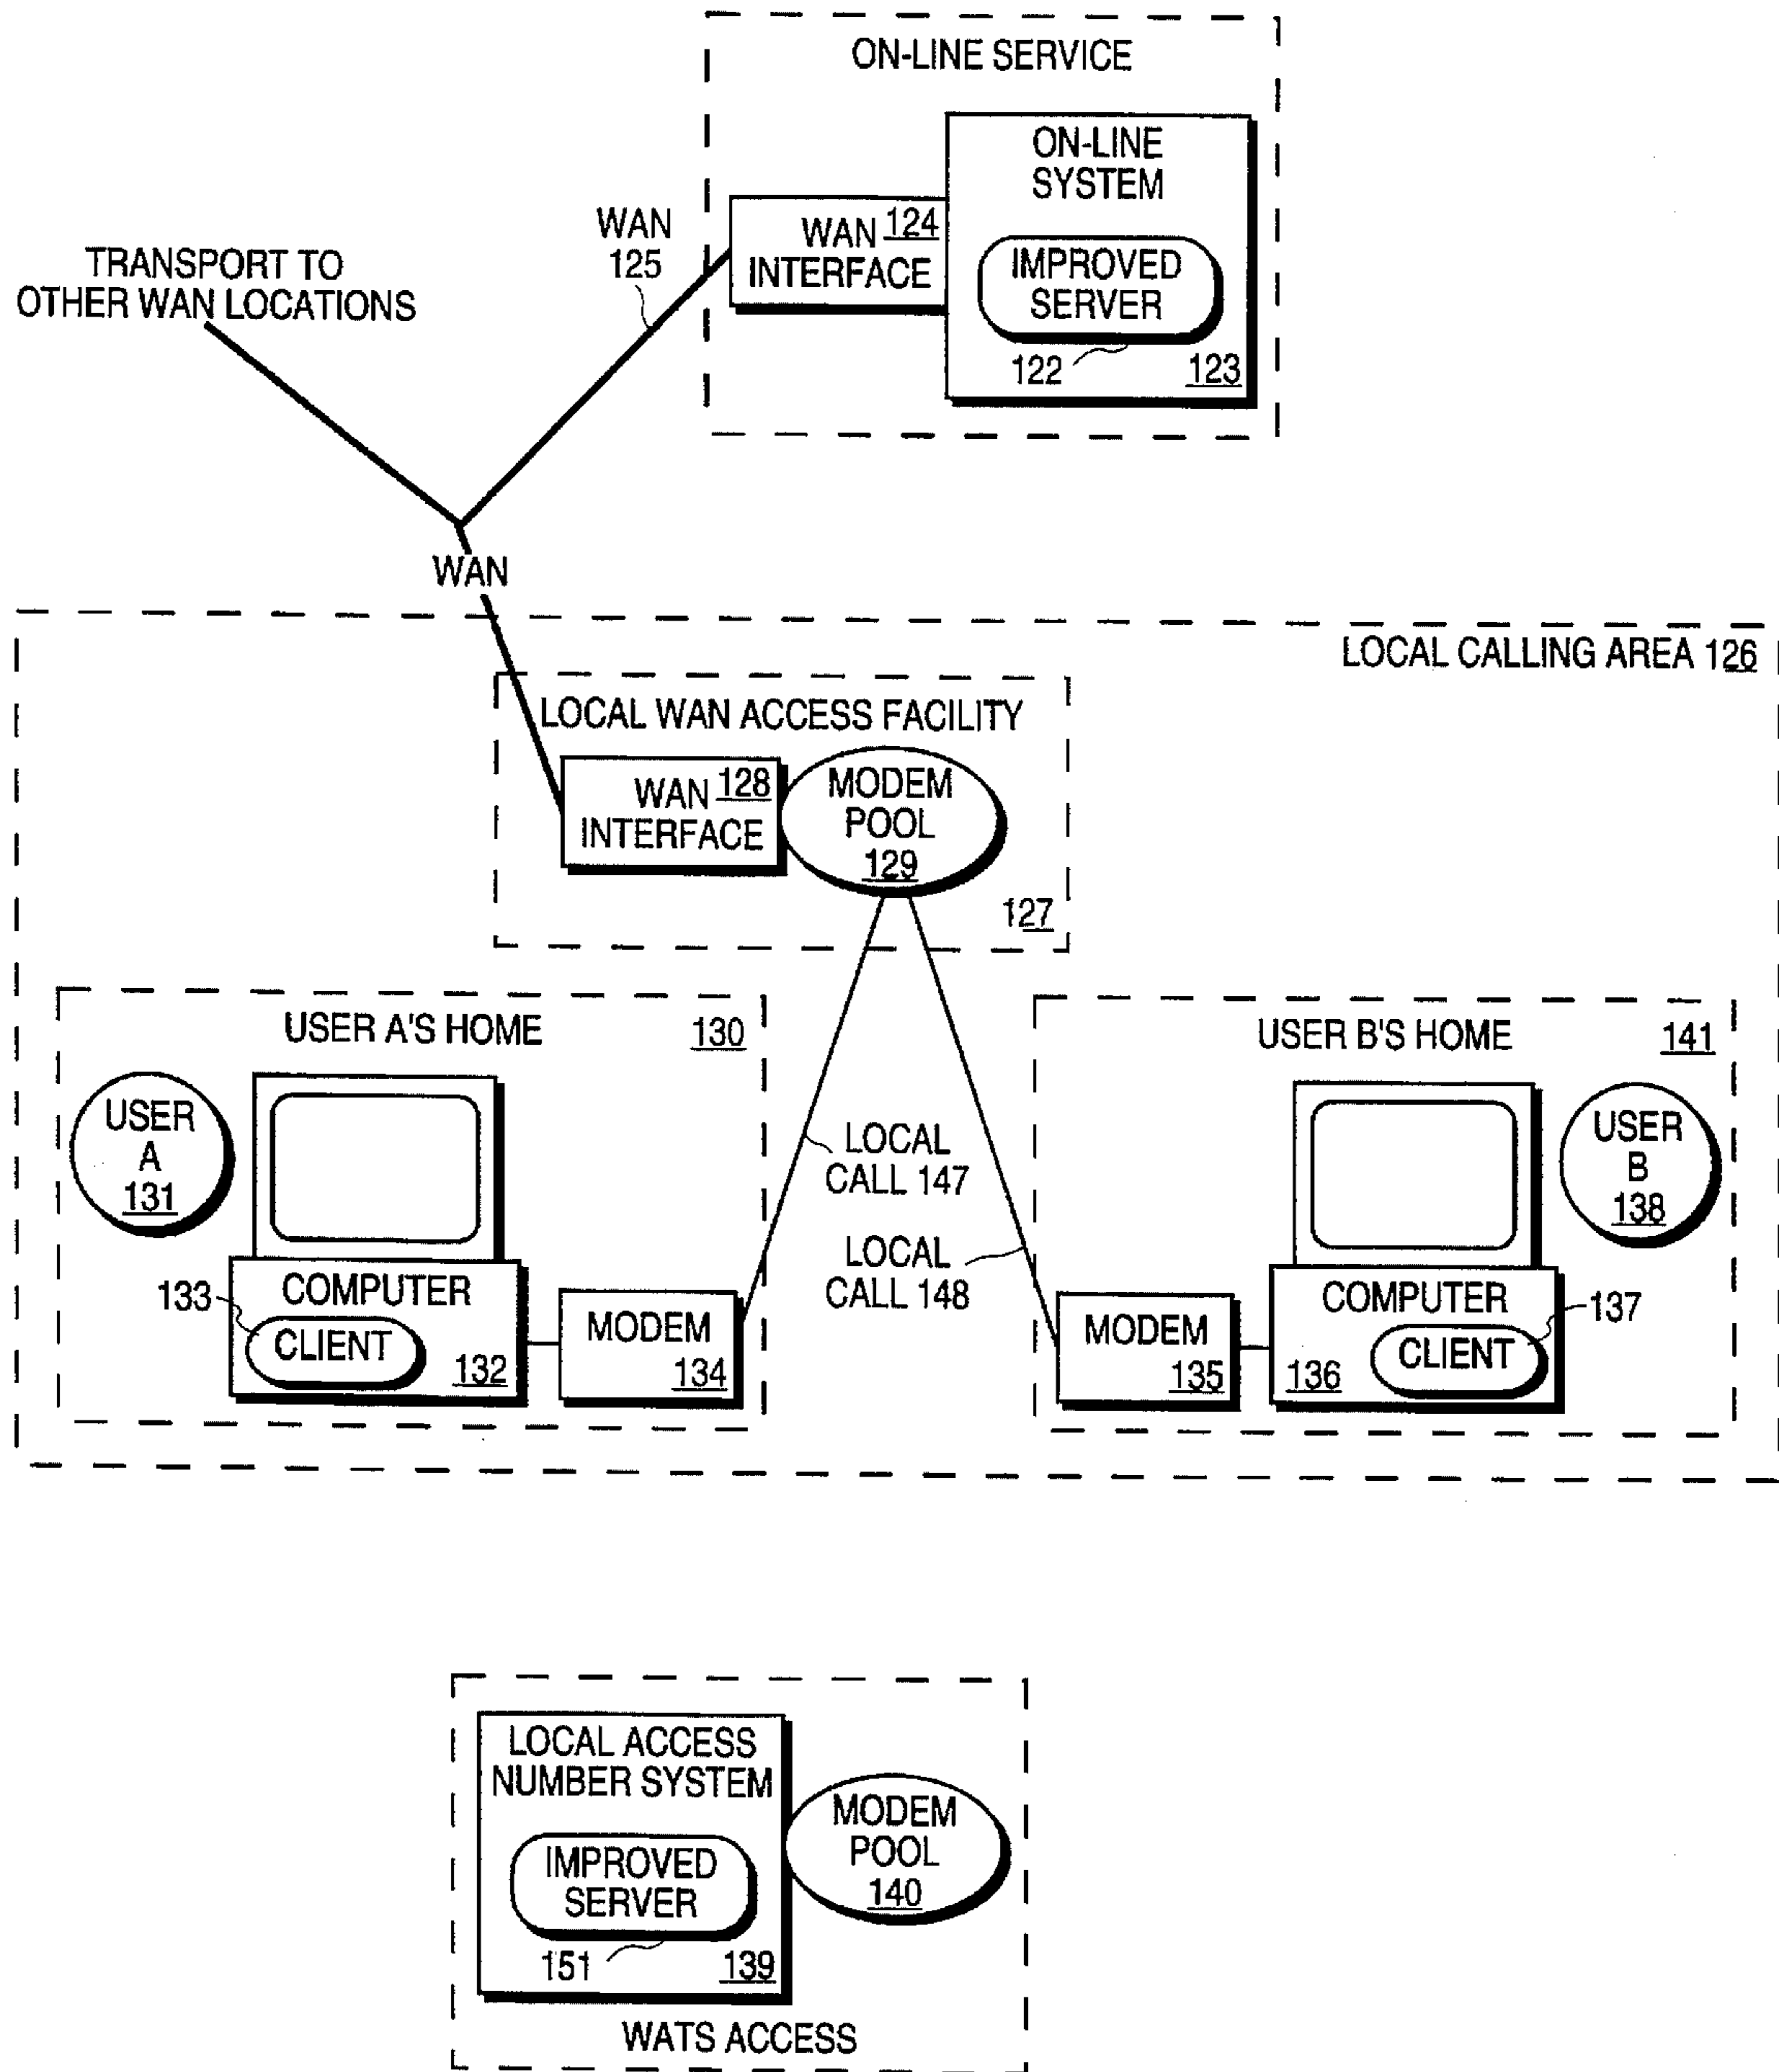 ON-LINE SERVICE
ON-LINE
SYSTEM
WAN 124
INTERFACE
IMPROVED
SERVER
122
123
WAN
125
TRANSPORT TO
OTHER WAN LOCATIONS
WAN
LOCAL CALLING AREA 126
LOCAL WAN ACCESS FACILITY
WAN 128
INTERFACE
MODEM
POOL
129
127
USER A'S HOME
130
USER
A
131
COMPUTER
133
CLIENT
132
MODEM
134
LOCAL
CALL 147
LOCAL
CALL 148
USER B'S HOME
141
USER
B
138
COMPUTER
137
CLIENT
136
MODEM
135
LOCAL ACCESS
NUMBER SYSTEM
IMPROVED
SERVER
151
139
MODEM
POOL
140
WATS ACCESS